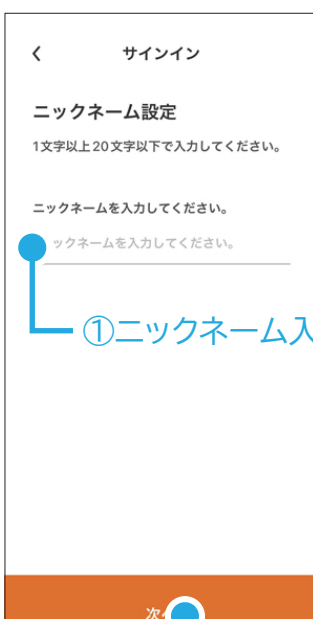 サインイン
ニックネーム設定
1文字以上20文字以下で入力してください。
ニックネームを入力してください。
ックネームを入力してください。
①ニックネーム入
次